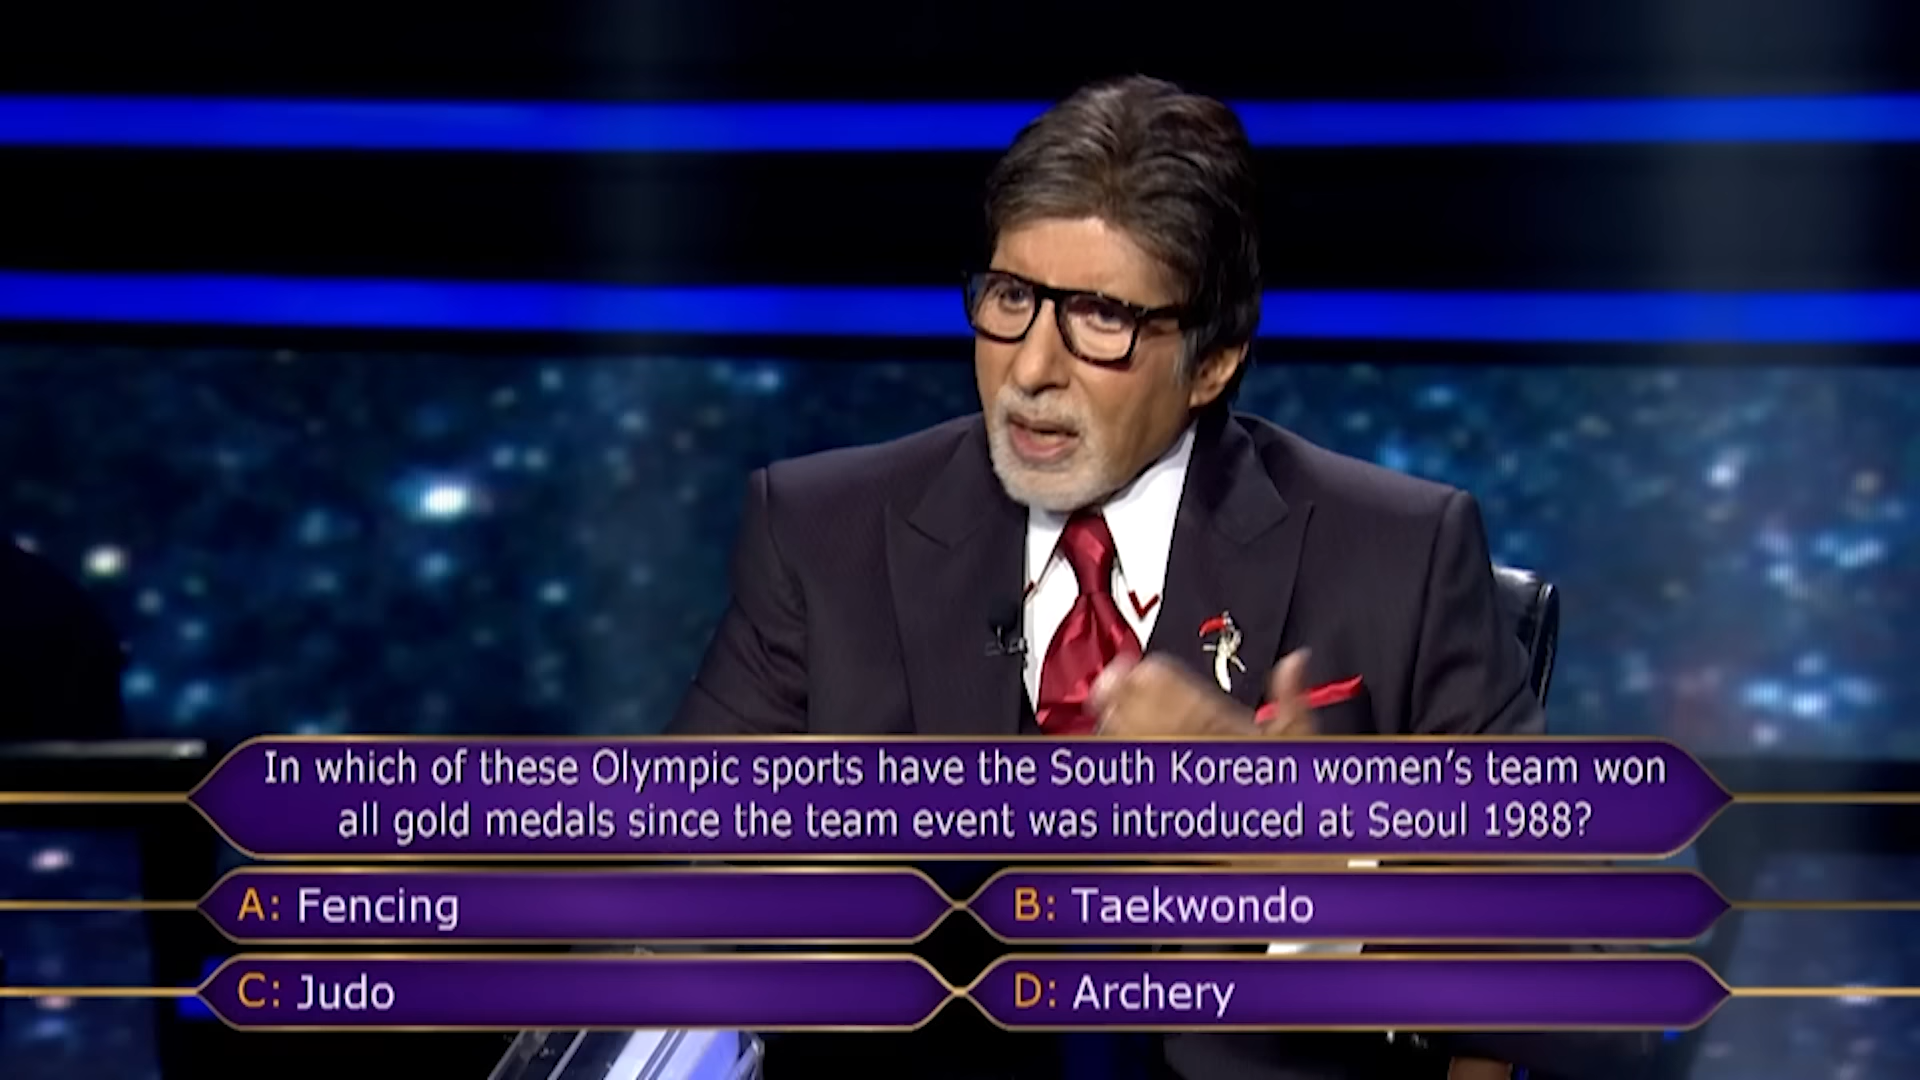 In which of these Olympic sports have the South Korean women's team won
all gold medals since the team event was introduced at Seoul 1988?
A: Fencing
B: Taekwondo
C: Judo
D: Archery